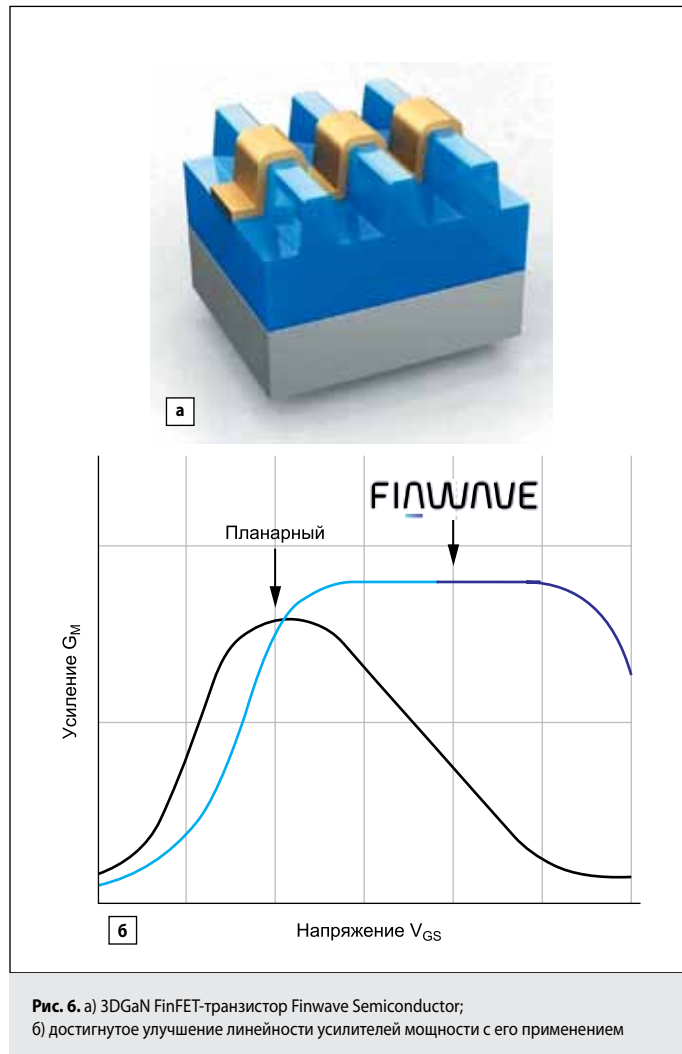 а
FINWAVE
Планарный
Усиление GM
б
Напряжение VGS
Рис. 6. а) 3DGaN FinFET-транзистор Finwave Semiconductor;
б) достигнутое улучшение линейности усилителей мощности с его применением